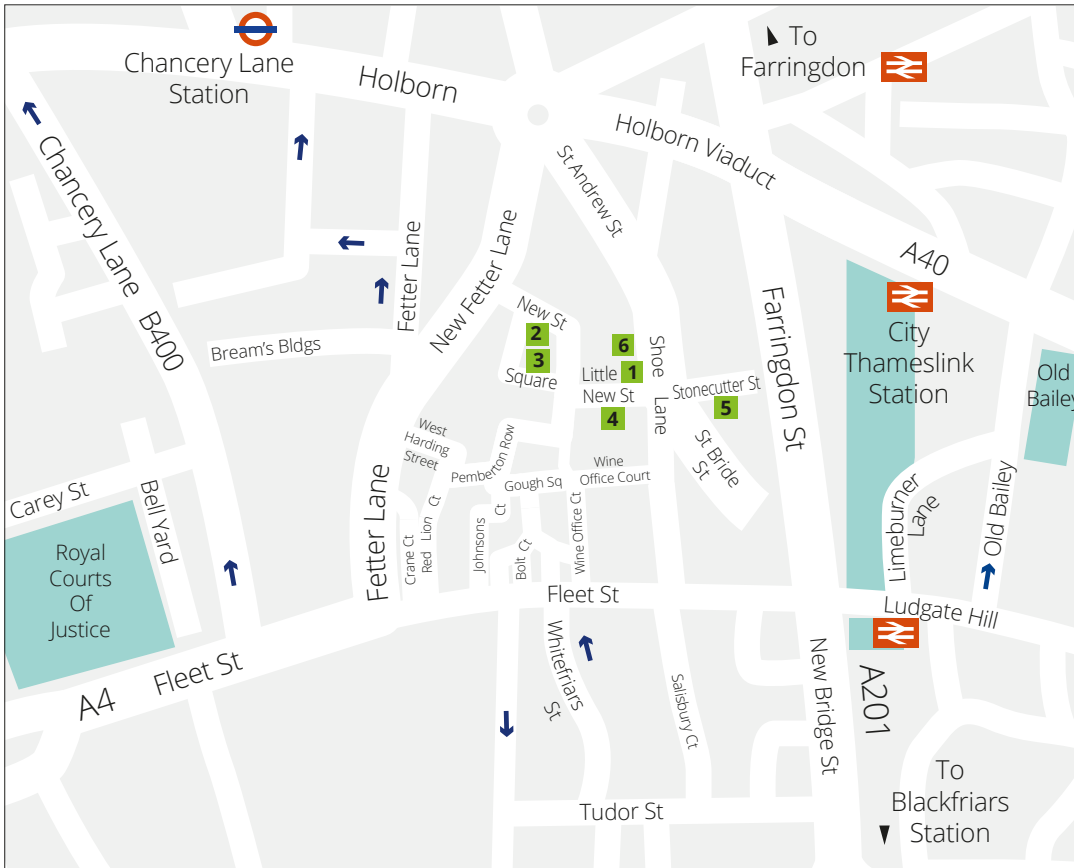 Chancery Lane
Station
Holborn
To
Farringdon
Holborn Viaduct
St Andrew St
Chancery Lane
B400
Fetter Lane
New Fetter Lane
A40
City
Thameslink
Station
Old
Bailey
Farringdon St
New St
2
3
Square
6
Little
1
New St
4
Shoe
Lane
Stonecutter St
5
St Bride
St
Bream's Bldgs
West
Harding
Street
Pemberton Row
Gough Sq
Wine
Office Court
Carey St
Bell Yard
Royal
Courts
Of
Justice
Fetter Lane
Crane Ct
Red Lion Ct
Johnsons Ct
Bolt Ct
Wine Office Ct
Limeburner
Lane
Old Bailey
Fleet St
Ludgate Hill
A4
Fleet St
Whitefriars
St
Salisbury Ct
New Bridge St
A201
Tudor St
To
Blackfriars
Station